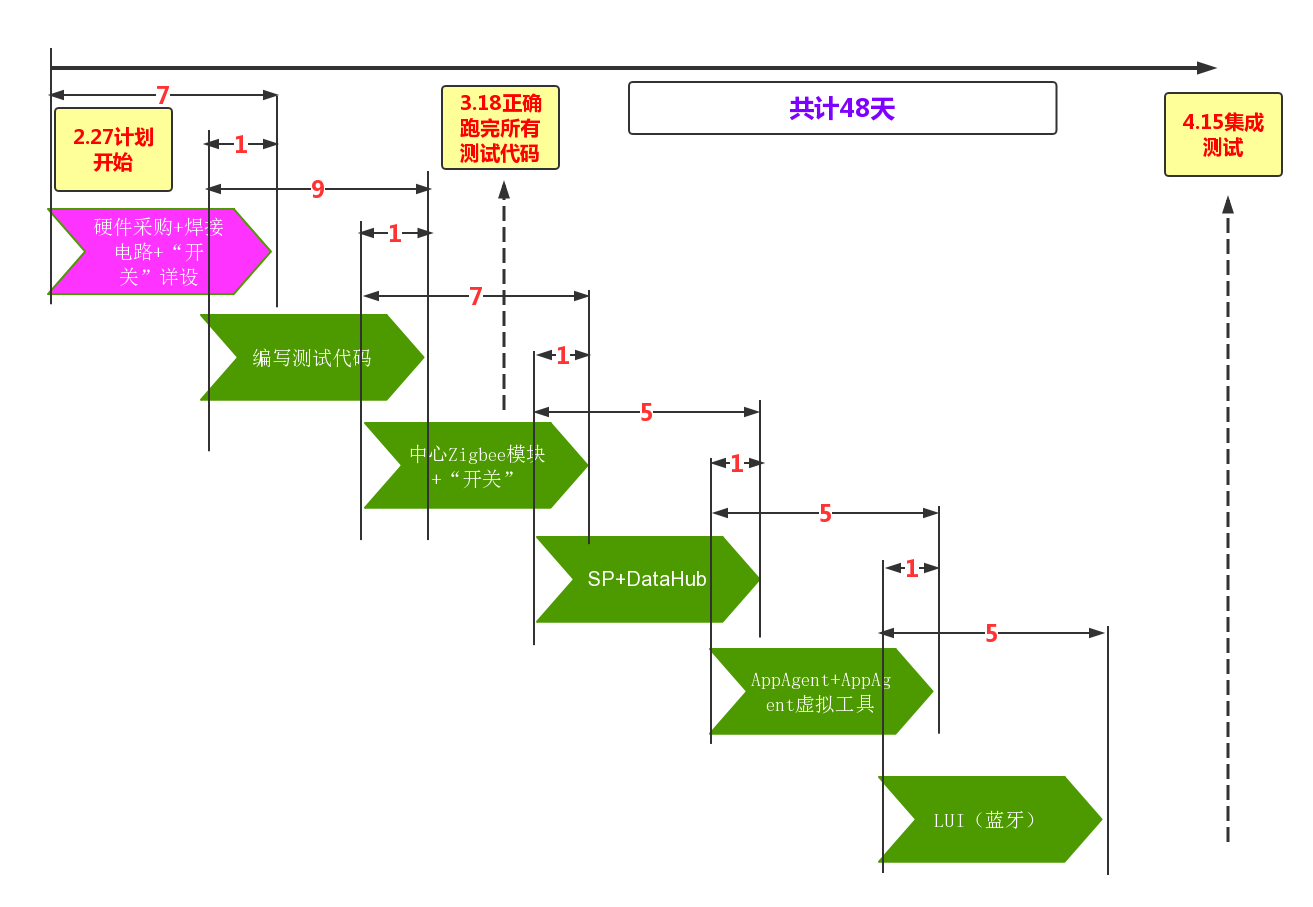 7
2.27计划
开始
1
3.18正确
跑完所有
测试代码
共计48天
4.15集成
测试
9
硬件采购+焊接
电路+“开
关”详设
1
7
编写测试代码
1
5
中心Zigbee模块
+“开关”
1
5
SP+DataHub
1
5
AppAgent+AppAg
ent虚拟工具
LUI（蓝牙）